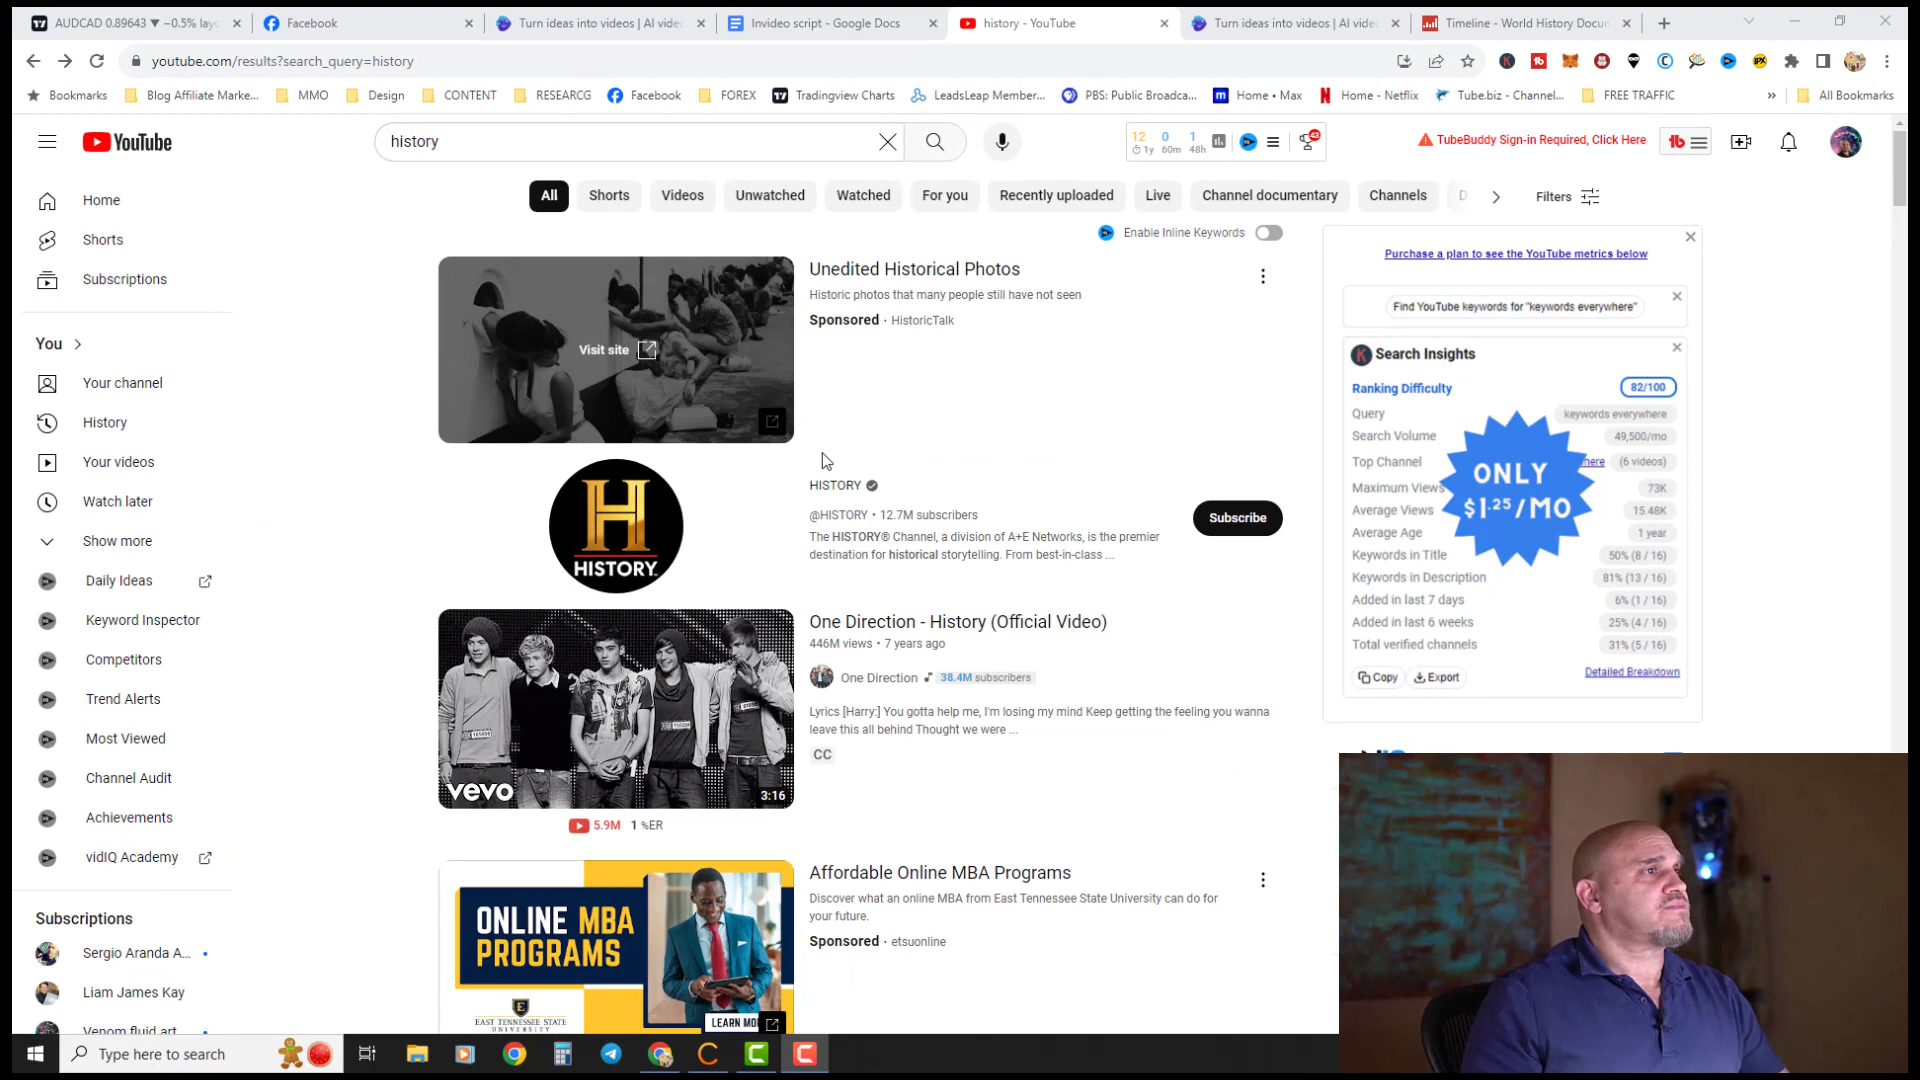 AUDCAD 0.89643 ▼ −0.5% layo
Facebook
Turn ideas into videos | AI video
Invideo script - Google Docs
history - YouTube
Turn ideas into videos | AI video
Timeline - World History Docun
youtube.com/results?search_query=history
Bookmarks
Blog Affiliate Marke...
MMO
Design
CONTENT
RESEARCG
Facebook
FOREX
Tradingview Charts
LeadsLeap Member...
PBS: Public Broadca...
Home • Max
Home - Netflix
Tube.biz - Channel...
FREE TRAFFIC
»
All Bookmarks
YouTube
history
12 0 1
1y 60m 48h
43
TubeBuddy Sign-in Required, Click Here
tb
All
Shorts
Videos
Unwatched
Watched
For you
Recently uploaded
Live
Channel documentary
Channels
D
Filters
Home
Shorts
Subscriptions
You
Your channel
History
Your videos
Watch later
Show more
Daily Ideas
Keyword Inspector
Competitors
Trend Alerts
Most Viewed
Channel Audit
Achievements
vidIQ Academy
Subscriptions
Sergio Aranda A...
Liam James Kay
Venom fluid art
Enable Inline Keywords
Visit site
Unedited Historical Photos
Historic photos that many people still have not seen
Sponsored · HistoricTalk
H
HISTORY
HISTORY
@HISTORY • 12.7M subscribers
The HISTORY® Channel, a division of A+E Networks, is the premier
destination for historical storytelling. From best-in-class ...
Subscribe
vevo
3:16
5.9M 1 %ER
One Direction - History (Official Video)
446M views • 7 years ago
One Direction 38.4M subscribers
Lyrics [Harry:] You gotta help me, I'm losing my mind Keep getting the feeling you wanna
leave this all behind Thought we were ...
CC
ONLINE MBA
PROGRAMS
E
EAST TENNESSEE STATE
UNIVERSITY
LEARN MO
Affordable Online MBA Programs
Discover what an online MBA from East Tennessee State University can do for
your future.
Sponsored · etsuonline
Purchase a plan to see the YouTube metrics below
Find YouTube keywords for "keywords everywhere"
K Search Insights
Ranking Difficulty 82/100
Query keywords everywhere
Search Volume 49,500/mo
Top Channel here (6 videos)
Maximum Views 73K
Average Views 15.48K
Average Age 1 year
Keywords in Title 50% (8 / 16)
Keywords in Description 81% (13 / 16)
Added in last 7 days 6% (1 / 16)
Added in last 6 weeks 25% (4 / 16)
Total verified channels 31% (5 / 16)
ONLY
$1.25/MO
Copy
Export
Detailed Breakdown
Type here to search